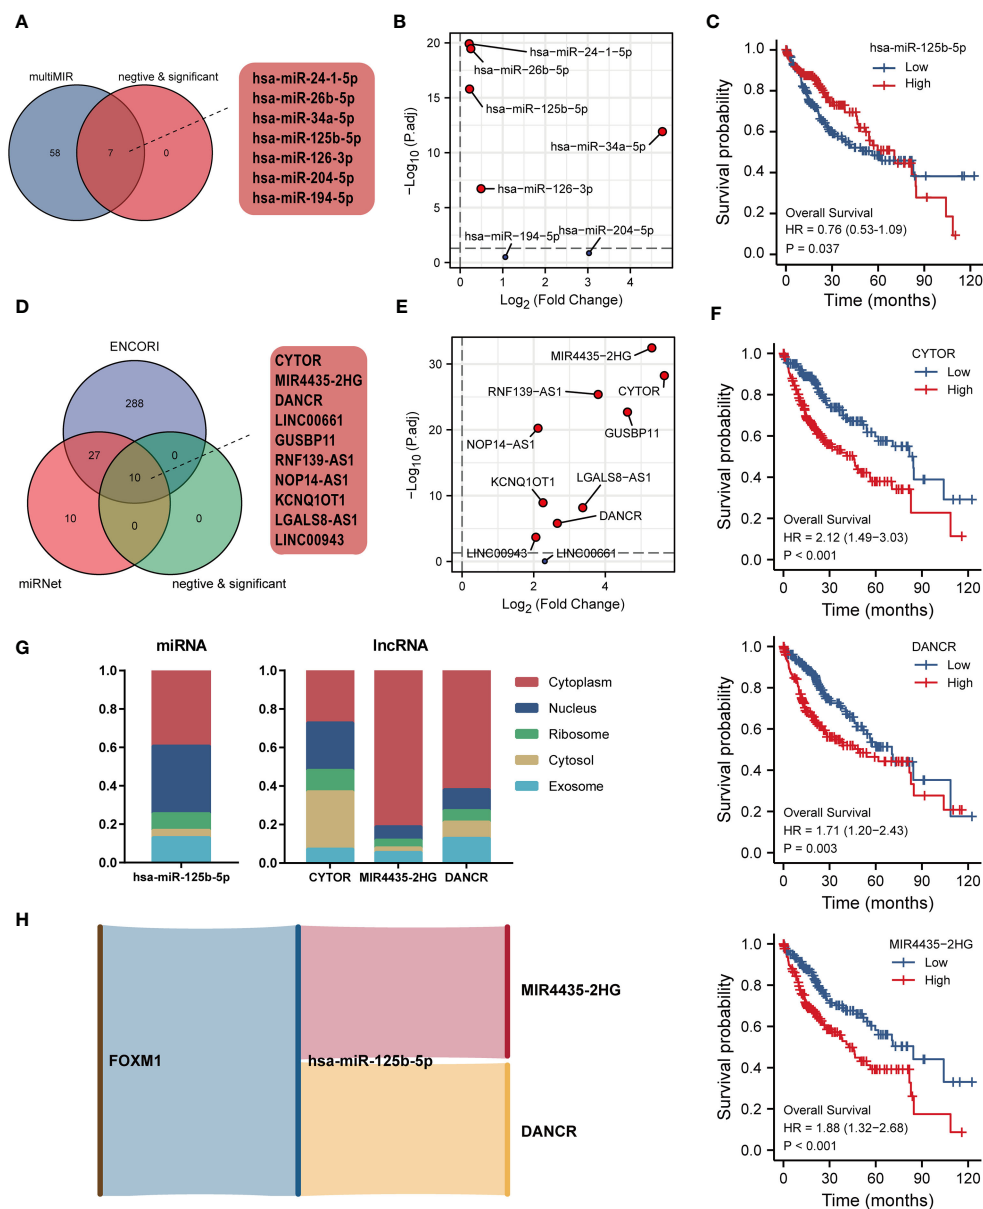 A
multiMIR
negtive & significant
58
7
0
hsa-miR-24-1-5p
hsa-miR-26b-5p
hsa-miR-34a-5p
hsa-miR-125b-5p
hsa-miR-126-3p
hsa-miR-204-5p
hsa-miR-194-5p
B
20
15
10
5
0
−Log10 (P.adj)
hsa−miR−24−1−5p
hsa−miR−26b−5p
hsa−miR−125b−5p
hsa−miR−34a−5p
hsa−miR−126−3p
hsa−miR−194−5p
hsa−miR−204−5p
0 1 2 3 4
Log2 (Fold Change)
C
hsa−miR−125b−5p
Low
High
1.0
0.8
0.6
0.4
0.2
0.0
Survival probability
Overall Survival
HR = 0.76 (0.53-1.09)
P = 0.037
0 30 60 90 120
Time (months)
D
ENCORI
288
27
0
10
10
0
0
miRNet
negtive & significant
CYTOR
MIR4435-2HG
DANCR
LINC00661
GUSBP11
RNF139-AS1
NOP14-AS1
KCNQ1OT1
LGALS8-AS1
LINC00943
E
30
20
10
0
−Log10 (P.adj)
MIR4435−2HG
RNF139−AS1
CYTOR
GUSBP11
NOP14−AS1
KCNQ1OT1
LGALS8−AS1
DANCR
LINC00943
LINC00661
0 2 4
Log2 (Fold Change)
F
CYTOR
Low
High
1.0
0.8
0.6
0.4
0.2
0.0
Survival probability
Overall Survival
HR = 2.12 (1.49−3.03)
P < 0.001
0 30 60 90 120
Time (months)
DANCR
Low
High
1.0
0.8
0.6
0.4
0.2
0.0
Survival probability
Overall Survival
HR = 1.71 (1.20−2.43)
P = 0.003
0 30 60 90 120
Time (months)
MIR4435−2HG
Low
High
1.0
0.8
0.6
0.4
0.2
0.0
Survival probability
Overall Survival
HR = 1.88 (1.32−2.68)
P < 0.001
0 30 60 90 120
Time (months)
G
miRNA
1.0
0.8
0.6
0.4
0.2
0.0
hsa-miR-125b-5p
lncRNA
1.0
0.8
0.6
0.4
0.2
0.0
CYTOR MIR4435-2HG DANCR
Cytoplasm
Nucleus
Ribosome
Cytosol
Exosome
H
FOXM1
hsa-miR-125b-5p
MIR4435-2HG
DANCR